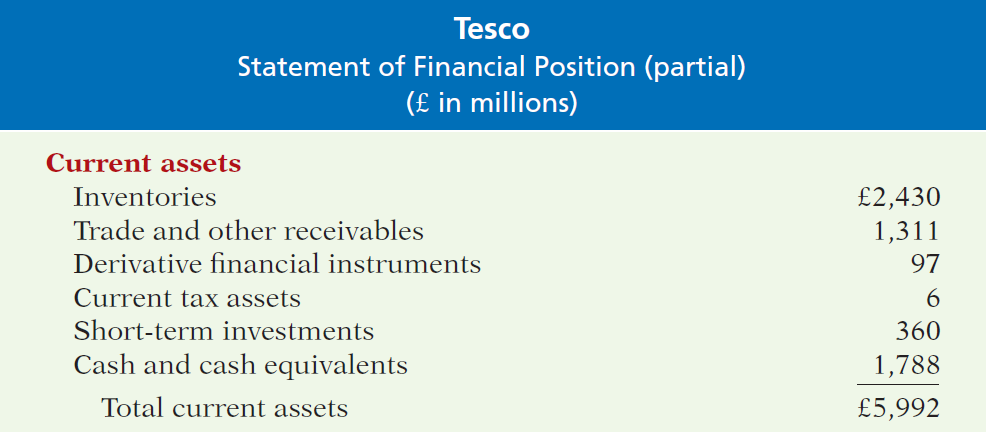 Tesco
Statement of Financial Position (partial)
(£ in millions)
Current assets
Inventories £2,430
Trade and other receivables 1,311
Derivative financial instruments 97
Current tax assets 6
Short-term investments 360
Cash and cash equivalents 1,788
Total current assets £5,992